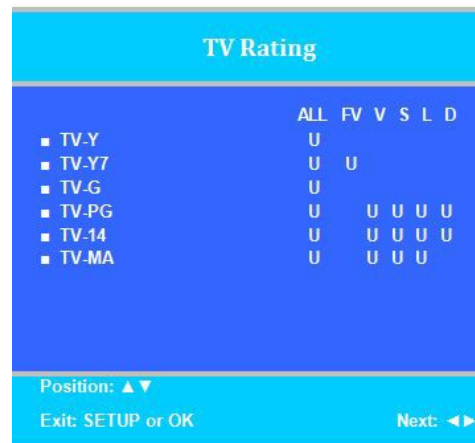 TV Rating
ALL FV V S L D
■ TV-Y U
■ TV-Y7 U U
■ TV-G U
■ TV-PG U U U U U
■ TV-14 U U U U U
■ TV-MA U U U U
Position: ▲▼
Exit: SETUP or OK Next: ◀▶